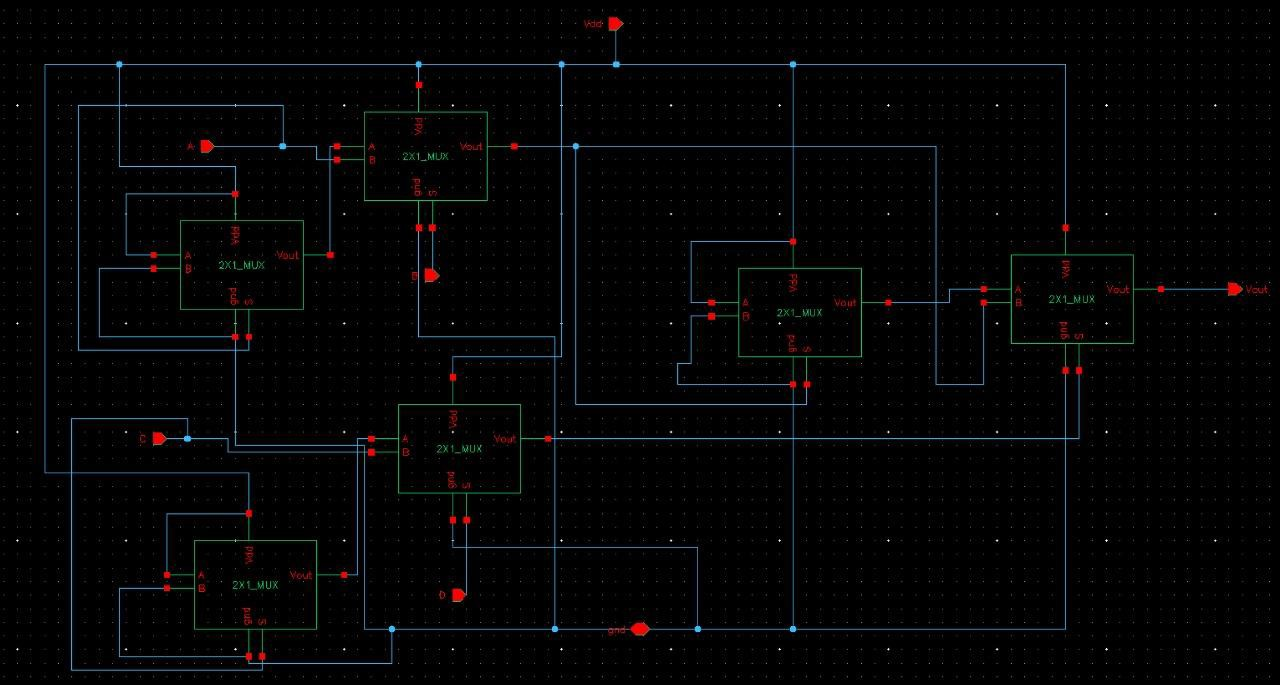 Vdd
A
Vdd
A
B
2X1_MUX
Vout
gnd
S
Vdd
A
B
2X1_MUX
Vout
gnd
S
B
Vdd
A
B
2X1_MUX
Vout
gnd
S
Vdd
A
B
2X1_MUX
Vout
gnd
S
Vout
C
Vdd
A
B
2X1_MUX
Vout
gnd
S
Vdd
A
B
2X1_MUX
Vout
gnd
S
D
gnd